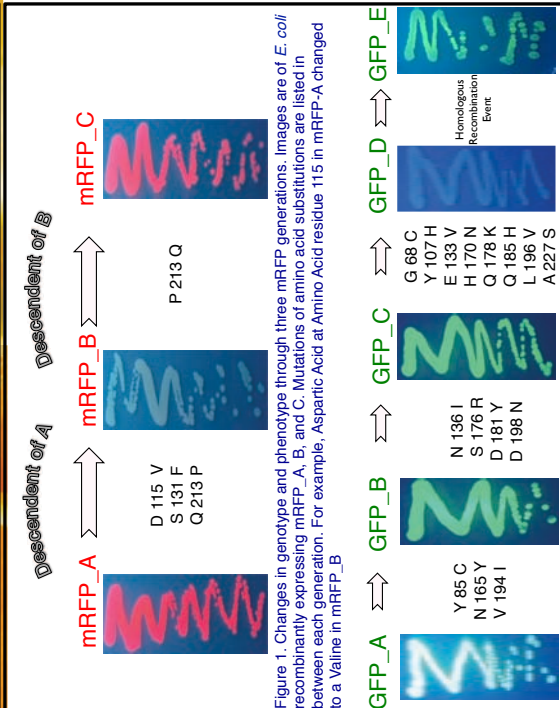 Descendent of A
Descendent of B
mRFP_A
mRFP_B
mRFP_C
D 115 V
S 131 F
Q 213 P
P 213 Q
Figure 1. Changes in genotype and phenotype through three mRFP generations. Images are of E. coli
recombinantly expressing mRFP_A, B, and C. Mutations of amino acid substitutions are listed in
between each generation. For example, Aspartic Acid at Amino Acid residue 115 in mRFP-A changed
to a Valine in mRFP_B
GFP_A
GFP_B
GFP_C
GFP_D
GFP_E
Y 85 C
N 165 Y
V 194 I
N 136 I
S 176 R
D 181 Y
D 198 N
G 68 C
Y 107 H
E 133 V
H 170 N
Q 178 K
Q 185 H
L 196 V
A 227 S
Homologous
Recombination
Event